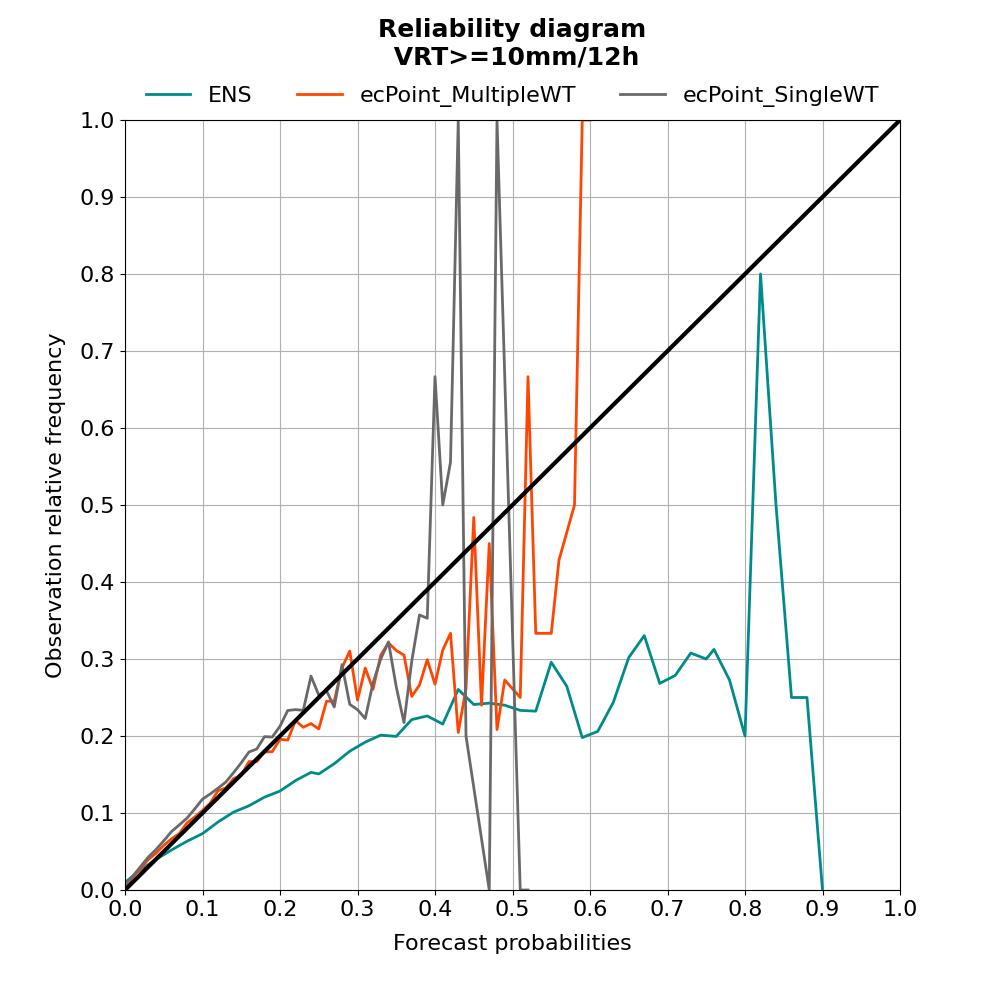 Reliability diagram
VRT>=10mm/12h
ENS ecPoint_MultipleWT ecPoint_SingleWT
1.0
0.9
0.8
0.7
0.6
0.5
0.4
0.3
0.2
0.1
0.0
Observation relative frequency
0.0 0.1 0.2 0.3 0.4 0.5 0.6 0.7 0.8 0.9 1.0
Forecast probabilities